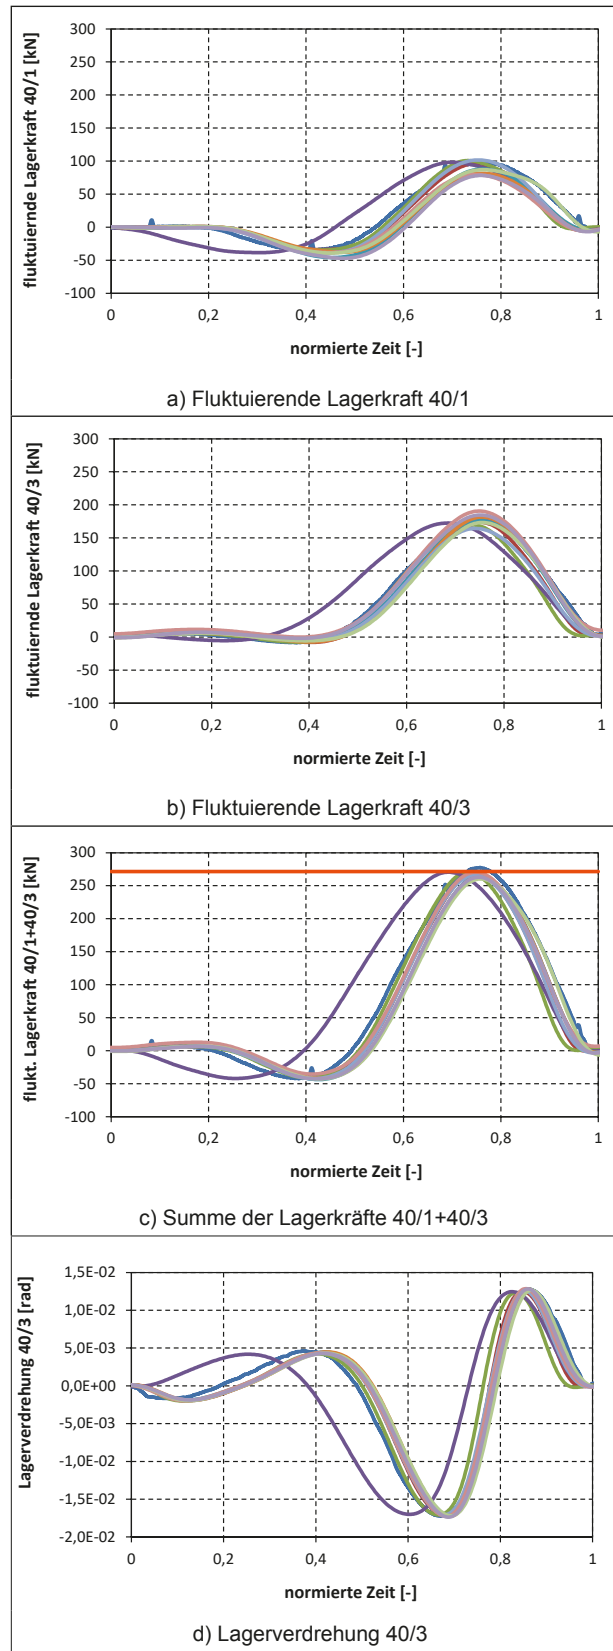 fluktuiernde Lagerkraft 40/1 [kN]
300
250
200
150
100
50
0
-50
-100
0 0,2 0,4 0,6 0,8 1
normierte Zeit [-]
a) Fluktuierende Lagerkraft 40/1
fluktuiernde Lagerkraft 40/3 [kN]
300
250
200
150
100
50
0
-50
-100
0 0,2 0,4 0,6 0,8 1
normierte Zeit [-]
b) Fluktuierende Lagerkraft 40/3
flukt. Lagerkraft 40/1+40/3 [kN]
300
250
200
150
100
50
0
-50
-100
0 0,2 0,4 0,6 0,8 1
normierte Zeit [-]
c) Summe der Lagerkräfte 40/1+40/3
Lagerverdrehung 40/3 [rad]
1,5E-02
1,0E-02
5,0E-03
0,0E+00
-5,0E-03
-1,0E-02
-1,5E-02
-2,0E-02
0 0,2 0,4 0,6 0,8 1
normierte Zeit [-]
d) Lagerverdrehung 40/3